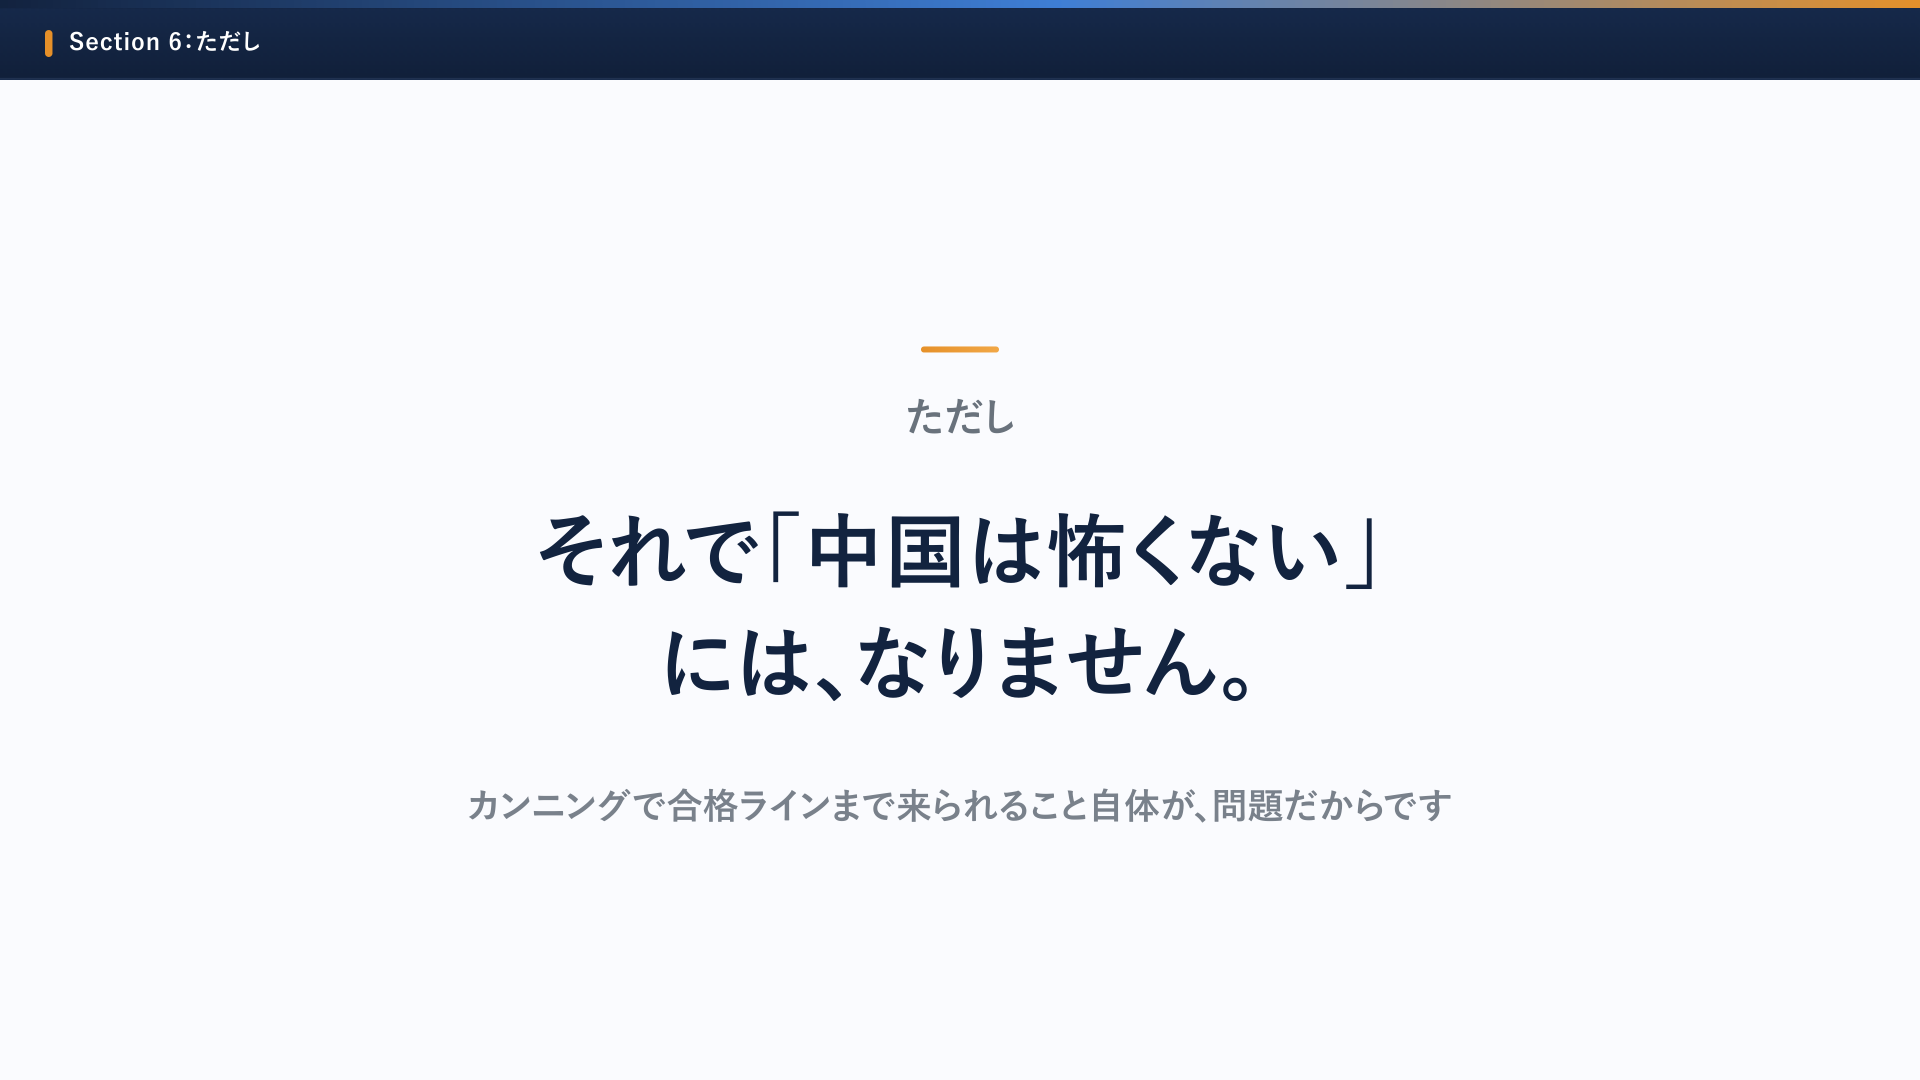 Section 6：ただし
ただし
それで「中国は怖くない」
には、なりません。
カンニングで合格ラインまで来られること自体が、問題だからです